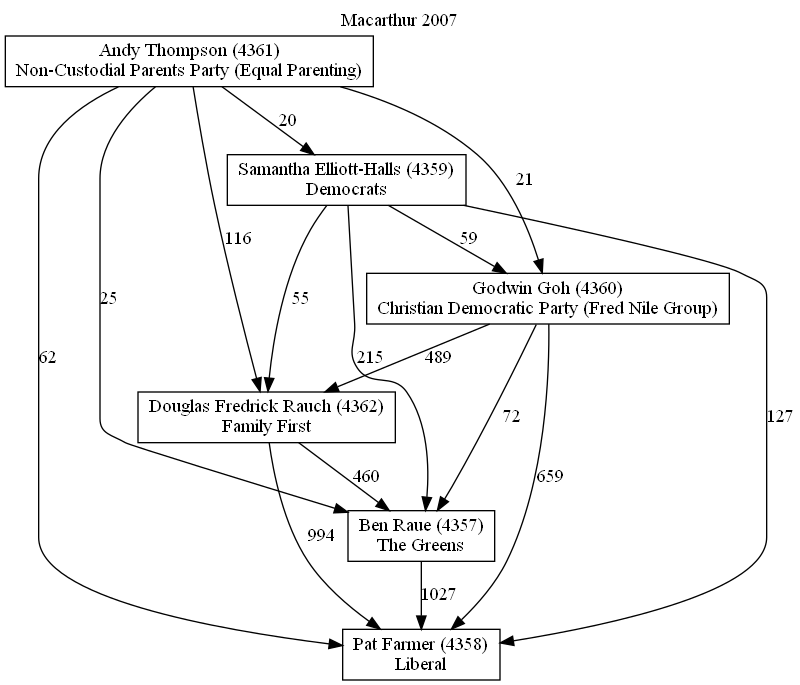 Macarthur 2007
Andy Thompson (4361)
Non-Custodial Parents Party (Equal Parenting)
20
Samantha Elliott-Halls (4359)
Democrats
21
116
59
Godwin Goh (4360)
Christian Democratic Party (Fred Nile Group)
25
55
62
215
489
Douglas Fredrick Rauch (4362)
Family First
72
127
460
659
Ben Raue (4357)
The Greens
994
1027
Pat Farmer (4358)
Liberal